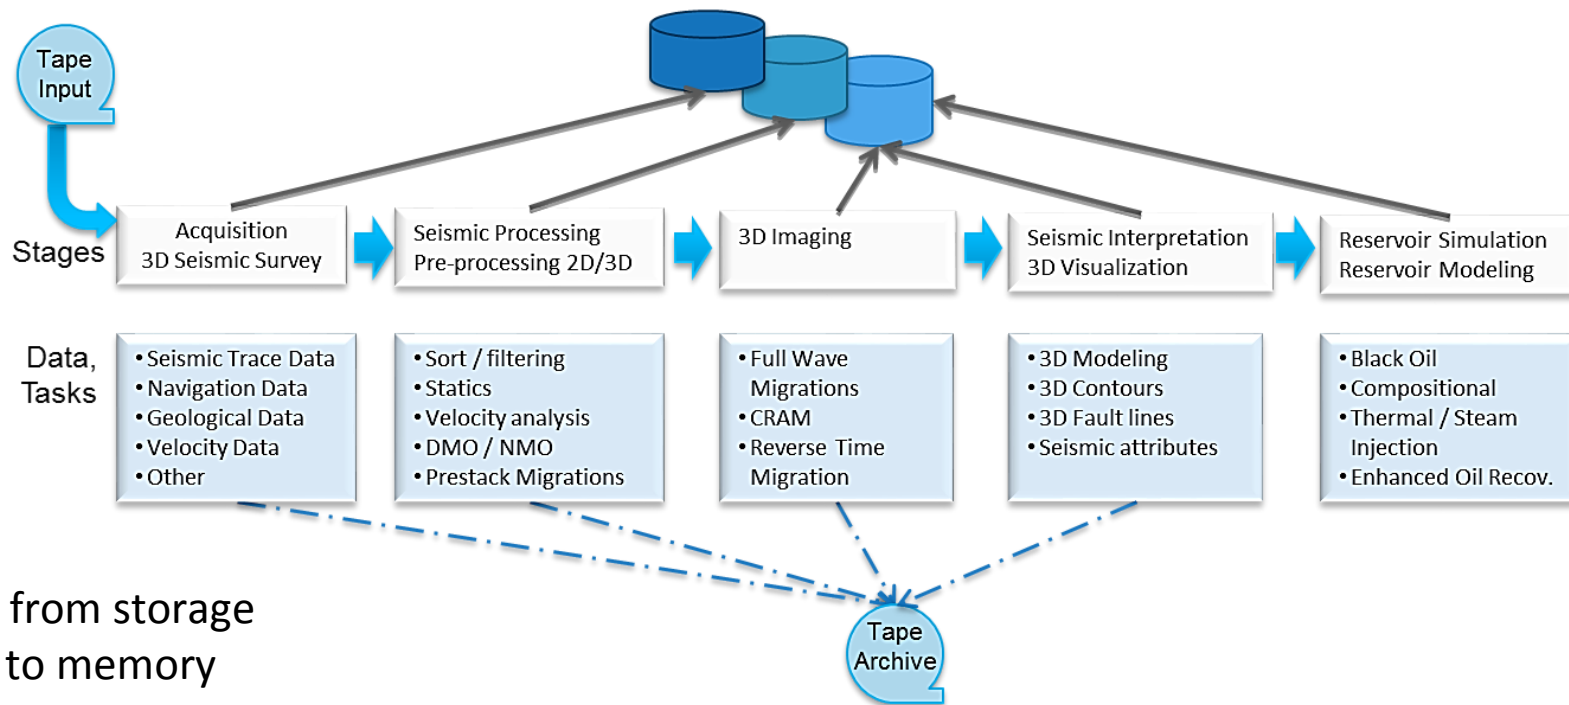 Tape
Input
Stages
Acquisition
3D Seismic Survey
Seismic Processing
Pre-processing 2D/3D
3D Imaging
Seismic Interpretation
3D Visualization
Reservoir Simulation
Reservoir Modeling
Data,
Tasks
• Seismic Trace Data
• Navigation Data
• Geological Data
• Velocity Data
• Other
• Sort / filtering
• Statics
• Velocity analysis
• DMO / NMO
• Prestack Migrations
• Full Wave
Migrations
• CRAM
• Reverse Time
Migration
• 3D Modeling
• 3D Contours
• 3D Fault lines
• Seismic attributes
• Black Oil
• Compositional
• Thermal / Steam
Injection
• Enhanced Oil Recov.
from storage
to memory
Tape
Archive